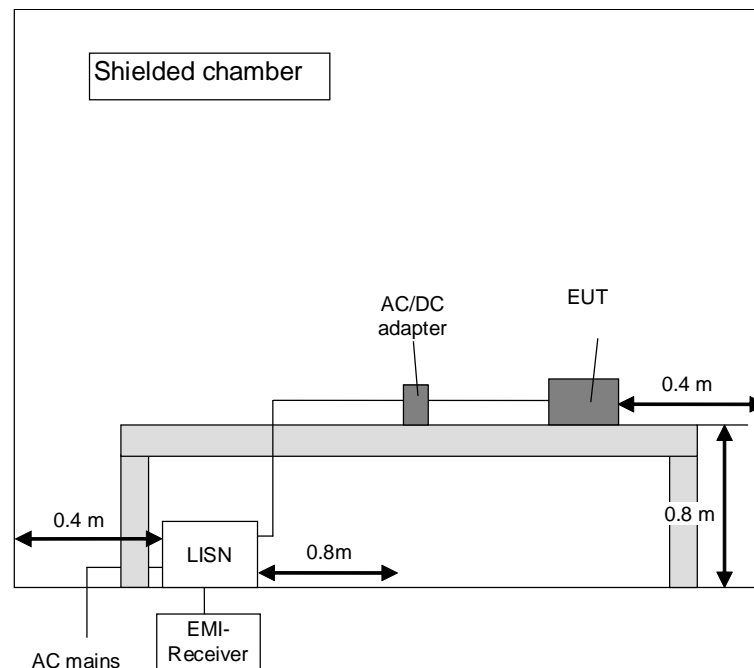 Shielded chamber
AC/DC
adapter
EUT
0.4 m
0.8 m
0.4 m
LISN
0.8m
EMI-
Receiver
AC mains